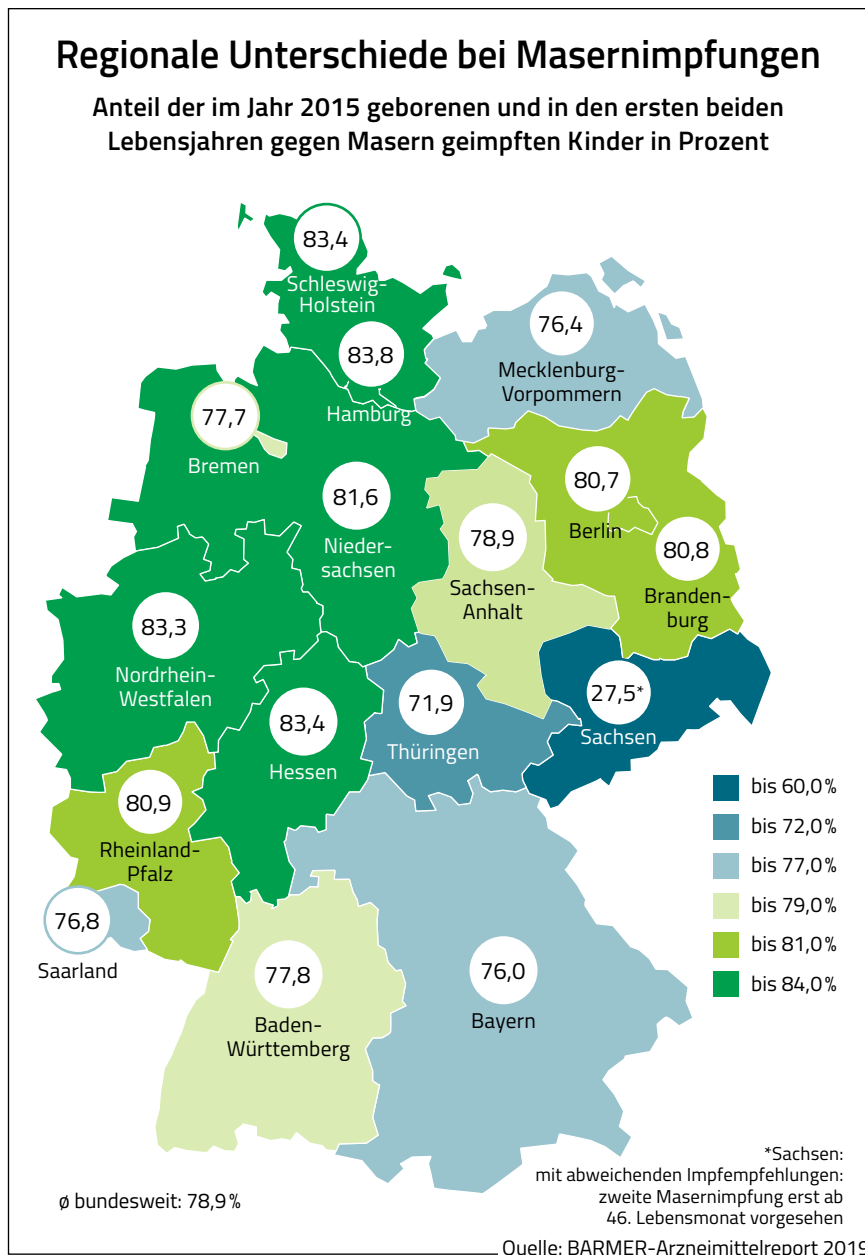 Regionale Unterschiede bei Masernimpfungen
Anteil der im Jahr 2015 geborenen und in den ersten beiden
Lebensjahren gegen Masern geimpften Kinder in Prozent
83,4
Schleswig-
Holstein
83,8
Hamburg
76,4
Mecklenburg-
Vorpommern
77,7
Bremen
81,6
Nieder-
sachsen
80,7
Berlin
78,9
Sachsen-
Anhalt
80,8
Branden-
burg
83,3
Nordrhein-
Westfalen
83,4
Hessen
71,9
Thüringen
27,5*
Sachsen
80,9
Rheinland-
Pfalz
76,8
Saarland
77,8
Baden-
Württemberg
76,0
Bayern
bis 60,0%
bis 72,0%
bis 77,0%
bis 79,0%
bis 81,0%
bis 84,0%
ø bundesweit: 78,9%
*Sachsen:
mit abweichenden Impfempfehlungen:
zweite Masernimpfung erst ab
46. Lebensmonat vorgesehen
Quelle: BARMER-Arzneimittelreport 2019